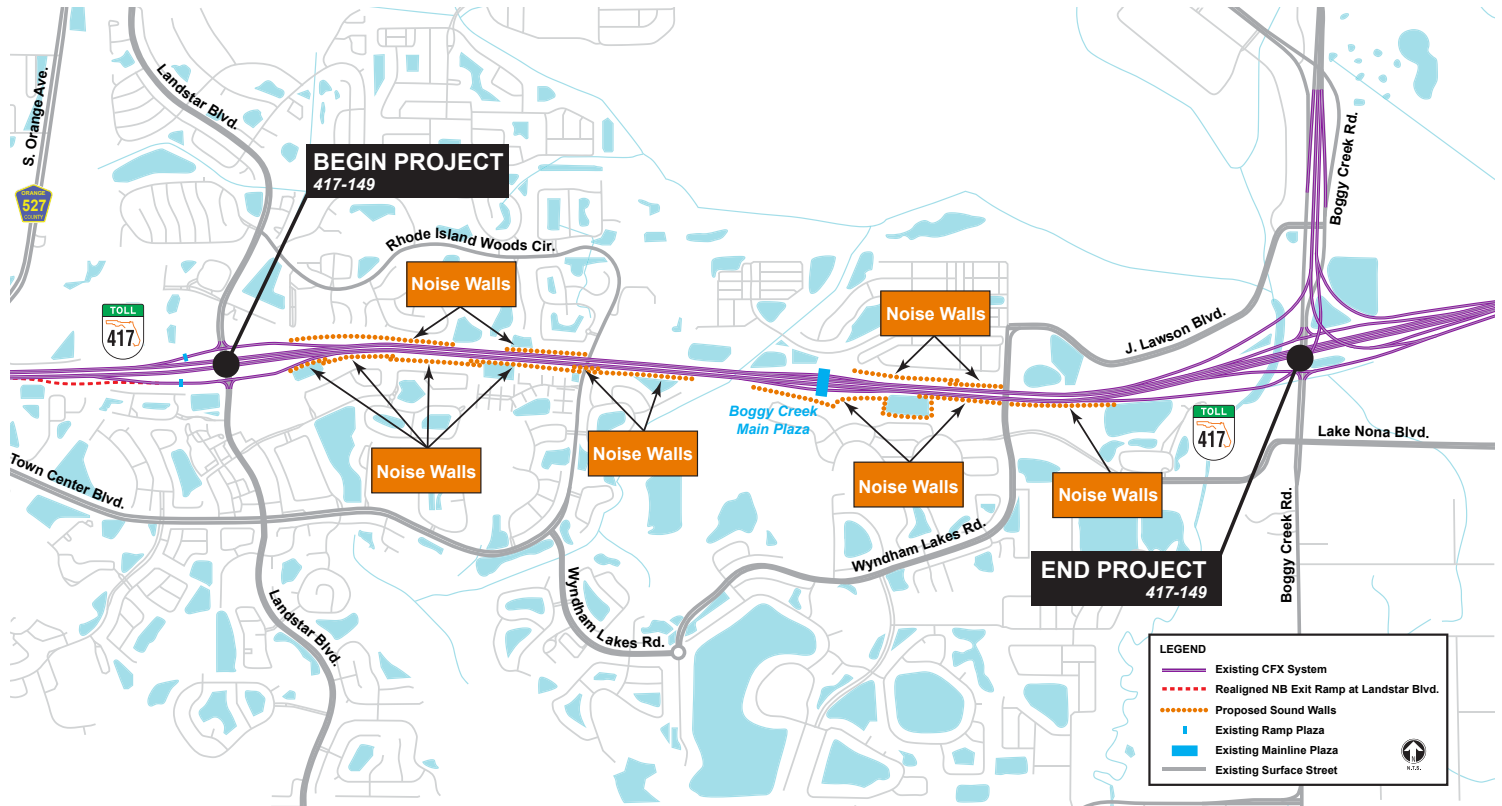 S. Orange Ave.
ORANGE
527
COUNTY
Landstar Blvd.
BEGIN PROJECT
417-149
Rhode Island Woods Cir.
Noise Walls
TOLL
417
Noise Walls
Noise Walls
Town Center Blvd.
Landstar Blvd.
Wyndham Lakes Rd.
Boggy Creek
Main Plaza
Noise Walls
Noise Walls
Wyndham Lakes Rd.
Noise Walls
J. Lawson Blvd.
Boggy Creek Rd.
TOLL
417
Lake Nona Blvd.
Boggy Creek Rd.
END PROJECT
417-149
LEGEND
Existing CFX System
Realigned NB Exit Ramp at Landstar Blvd.
Proposed Sound Walls
Existing Ramp Plaza
Existing Mainline Plaza
Existing Surface Street
N
N.T.S.